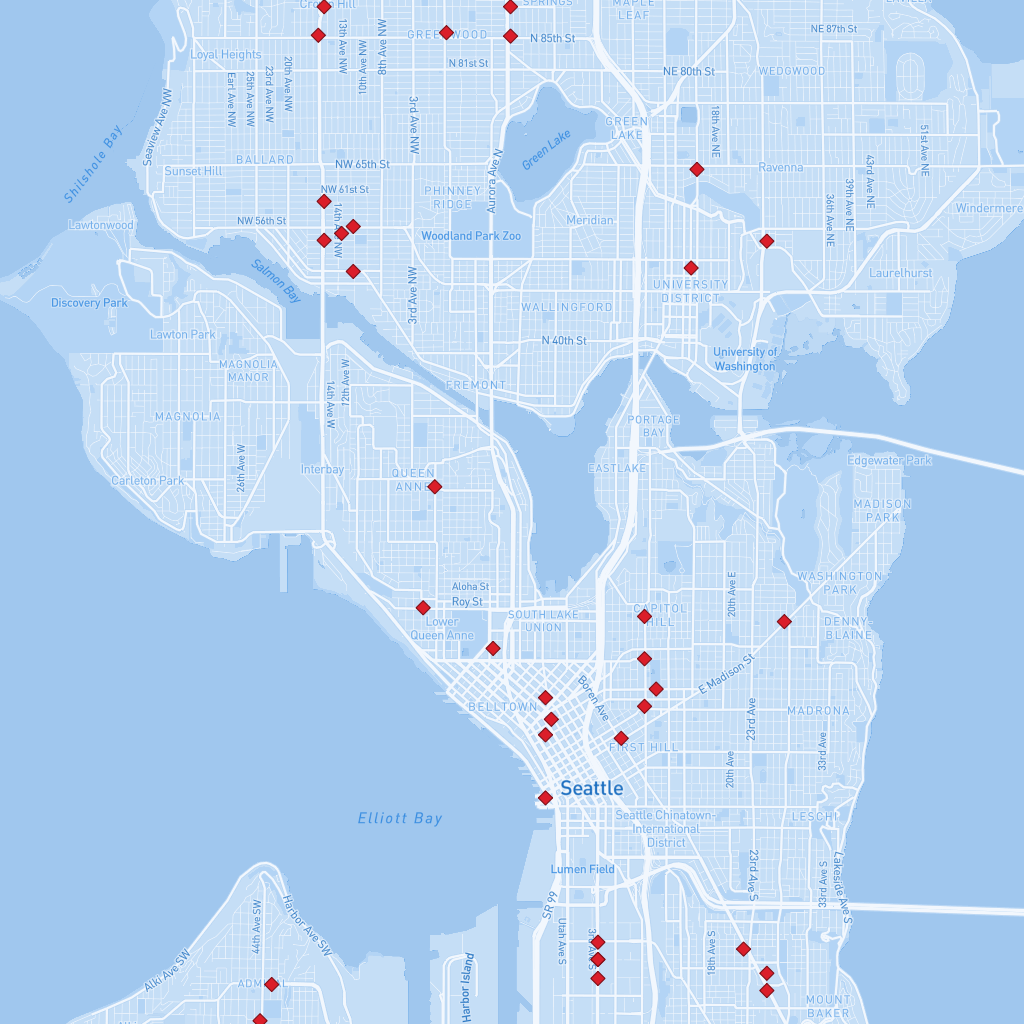 Crown Hill
SPRINGS
MAPLE
LEAF
13th Ave NW
10th Ave NW
8th Ave NW
GREENWOOD
N 85th St
NE 87th St
Loyal Heights
N 81st St
NE 80th St
WEDGWOOD
Earl Ave NW
25th Ave NW
23rd Ave NW
20th Ave NW
3rd Ave NW
Seaview Ave NW
Shilshole Bay
GREEN
LAKE
Green Lake
18th Ave NE
51st Ave NE
BALLARD
NW 65th St
Sunset Hill
Aurora Ave N
Ravenna
43rd Ave NE
39th Ave NE
36th Ave NE
NW 61st St
PHINNEY
RIDGE
Windermere
NW 56th St
14th Ave NW
Meridian
Lawtonwood
Woodland Park Zoo
Salmon Bay
3rd Ave NW
Laurelhurst
UNIVERSITY
DISTRICT
Discovery Park
WALLINGFORD
Lawton Park
N 40th St
University of
Washington
MAGNOLIA
MANOR
12th Ave W
14th Ave W
FREMONT
MAGNOLIA
PORTAGE
BAY
26th Ave W
Interbay
QUEEN
ANNE
EASTLAKE
Edgewater Park
Carleton Park
MADISON
PARK
Aloha St
Roy St
20th Ave E
WASHINGTON
PARK
CAPITOL
HILL
SOUTH LAKE
UNION
Lower
Queen Anne
DENNY-
BLAINE
E Madison St
Boren Ave
BELLTOWN
23rd Ave
MADRONA
FIRST HILL
33rd Ave
20th Ave
Seattle
Elliott Bay
Seattle Chinatown-
International
District
LESCHI
Lumen Field
23rd Ave S
33rd Ave S
Lakeside Ave S
Harbor Ave SW
44th Ave SW
SR 99
Utah Ave S
3rd Ave S
18th Ave S
Alki Ave SW
Harbor Island
ADMIRAL
MOUNT
BAKER